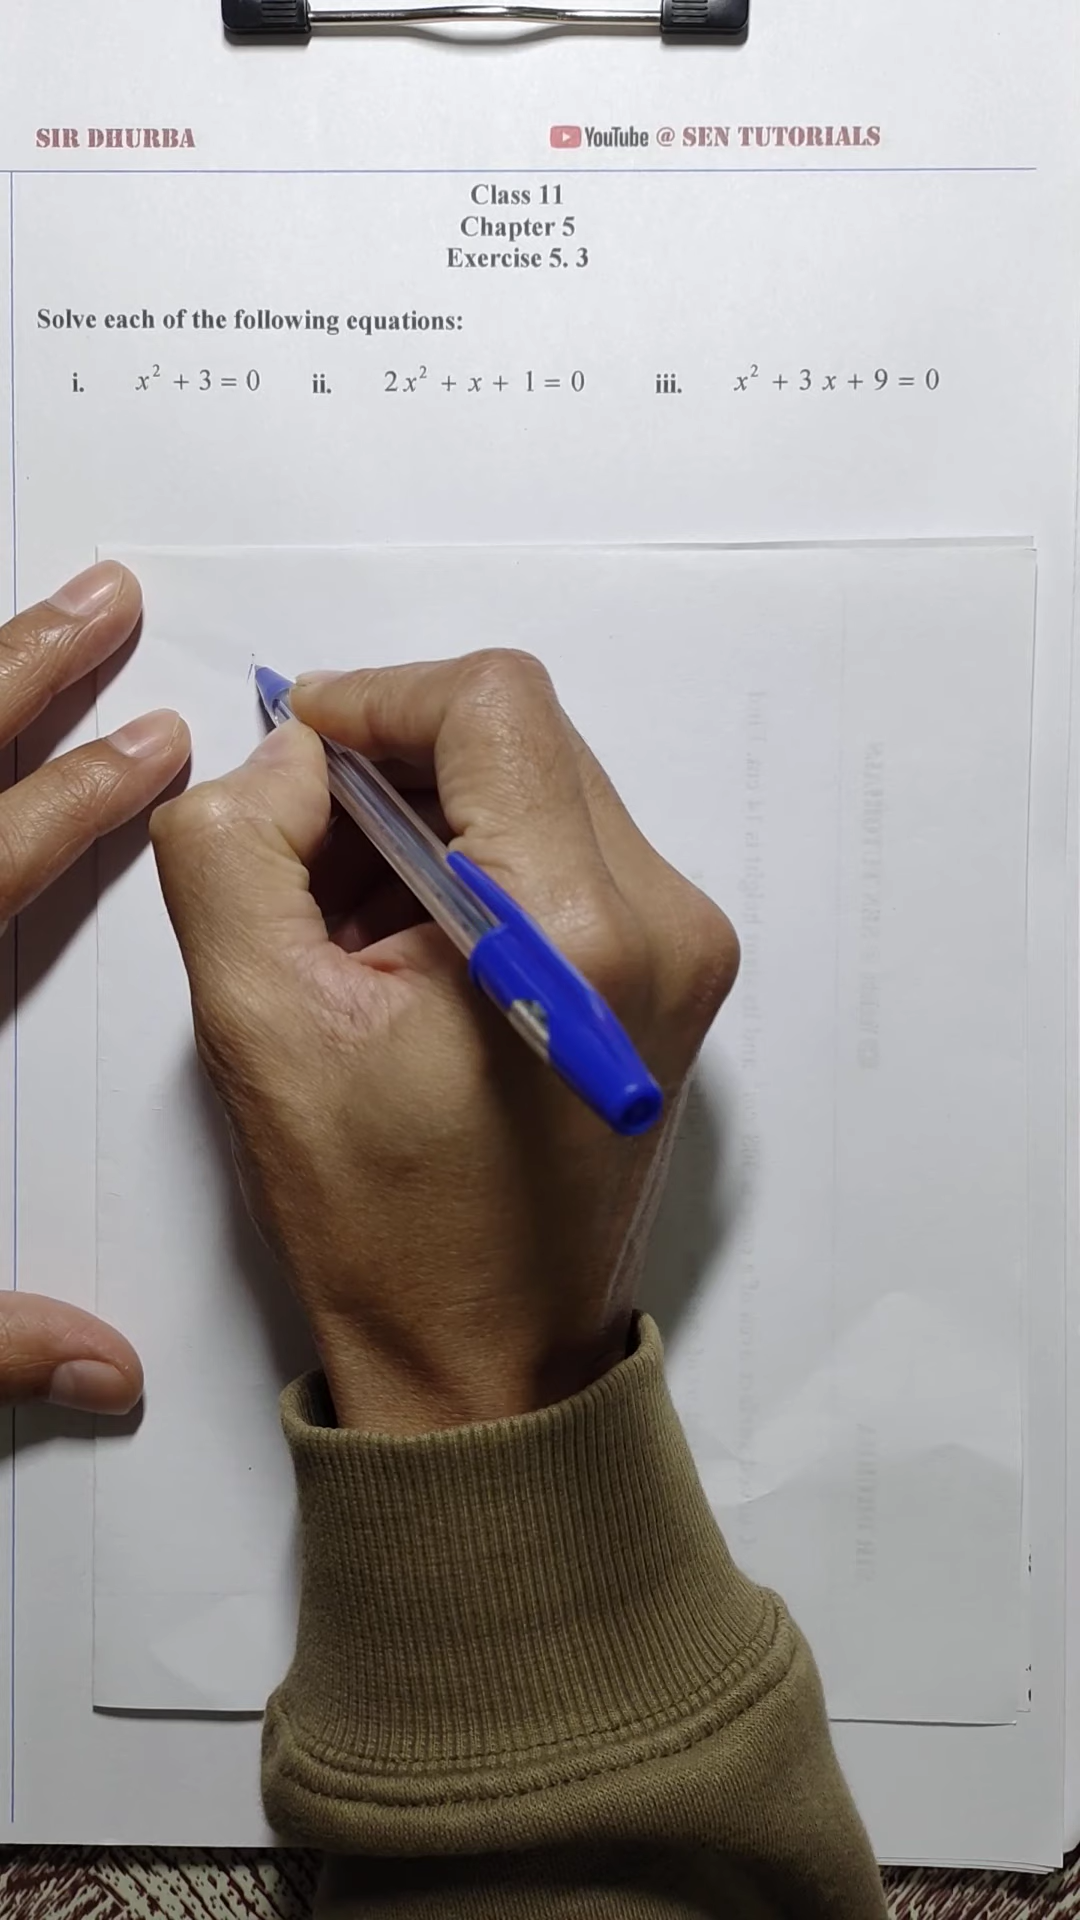 SIR DHURBA YouTube @ SEN TUTORIALS
Class 11
Chapter 5
Exercise 5. 3
Solve each of the following equations:
i. x² + 3 = 0 ii. 2x² + x + 1 = 0 iii. x² + 3 x + 9 = 0